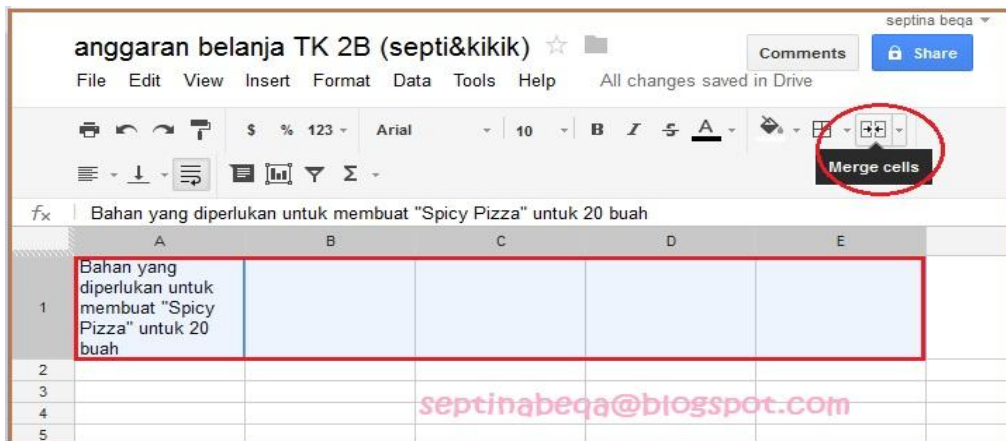 septina beqa
anggaran belanja TK 2B (septi&kikik)
Comments
Share
File Edit View Insert Format Data Tools Help All changes saved in Drive
$ % 123 Arial 10 B I S A
Merge cells
Σ
fx Bahan yang diperlukan untuk membuat "Spicy Pizza" untuk 20 buah
A B C D E
1
Bahan yang
diperlukan untuk
membuat "Spicy
Pizza" untuk 20
buah
2
3
4
5
septinabeqa@blogspot.com